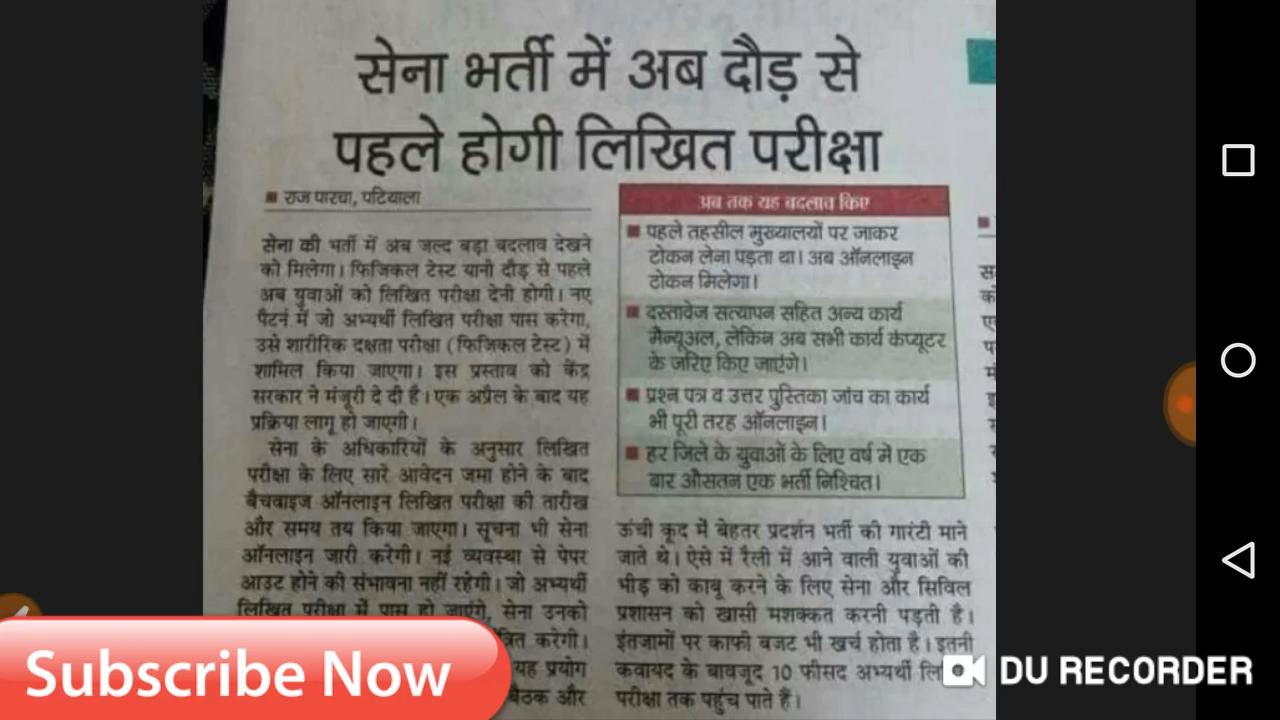 सेना भर्ती में अब दौड़ से
पहले होगी लिखित परीक्षा
राज पारचा, पटियाला
सेना की भर्ती में अब जल्द बड़ा बदलाव देखने
को मिलेगा। फिजिकल टेस्ट यानी दौड़ से पहले
अब युवाओं को लिखित परीक्षा देनी होगी। नए
पैटर्न में जो अभ्यर्थी लिखित परीक्षा पास करेगा,
उसे शारीरिक दक्षता परीक्षा (फिजिकल टेस्ट) में
शामिल किया जाएगा। इस प्रस्ताव को केंद्र
सरकार ने मंजूरी दे दी है। एक अप्रैल के बाद यह
प्रक्रिया लागू हो जाएगी।
सेना के अधिकारियों के अनुसार लिखित
परीक्षा के लिए सारे आवेदन जमा होने के बाद
बैचवाइज ऑनलाइन लिखित परीक्षा की तारीख
और समय तय किया जाएगा। सूचना भी सेना
ऑनलाइन जारी करेगी। नई व्यवस्था से पेपर
आउट होने की संभावना नहीं रहेगी। जो अभ्यर्थी
लिखित परीक्षा में पास हो जाएंगे, सेना उनको
करेगी।
यह प्रयोग
बैठक और
अब तक यह बदलाव किए
पहले तहसील मुख्यालयों पर जाकर
टोकन लेना पड़ता था। अब ऑनलाइन
टोकन मिलेगा।
दस्तावेज सत्यापन सहित अन्य कार्य
मैन्यूअल, लेकिन अब सभी कार्य कंप्यूटर
के जरिए किए जाएंगे।
प्रश्न पत्र व उत्तर पुस्तिका जांच का कार्य
भी पूरी तरह ऑनलाइन।
हर जिले के युवाओं के लिए वर्ष में एक
बार औसतन एक भर्ती निश्चित।
ऊंची कूद में बेहतर प्रदर्शन भर्ती की गारंटी माने
जाते थे। ऐसे में रैली में आने वाली युवाओं की
भीड़ को काबू करने के लिए सेना और सिविल
प्रशासन को खासी मशक्कत करनी पड़ती है।
इंतजामों पर काफी बजट भी खर्च होता है। इतनी
कवायद के बावजूद 10 फीसद अभ्यर्थी
परीक्षा तक पहुंच पाते हैं।
Subscribe Now
DU RECORDER